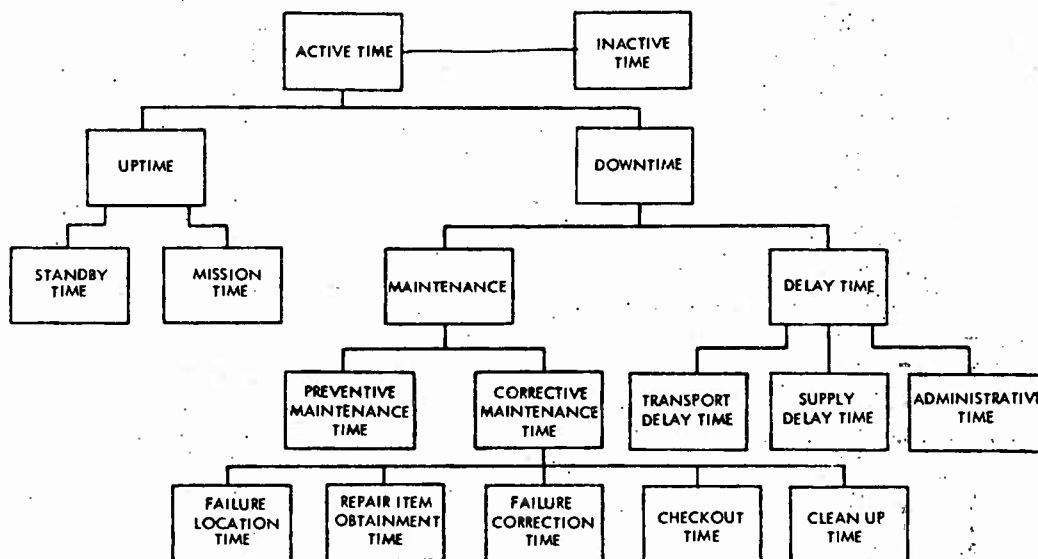 ACTIVE TIME
INACTIVE
TIME
UPTIME
DOWNTIME
STANDBY
TIME
MISSION
TIME
MAINTENANCE
DELAY TIME
PREVENTIVE
MAINTENANCE
TIME
CORRECTIVE
MAINTENANCE
TIME
TRANSPORT
DELAY TIME
SUPPLY
DELAY TIME
ADMINISTRATIVE
TIME
FAILURE
LOCATION
TIME
REPAIR ITEM
OBTAINMENT
TIME
FAILURE
CORRECTION
TIME
CHECKOUT
TIME
CLEAN UP
TIME